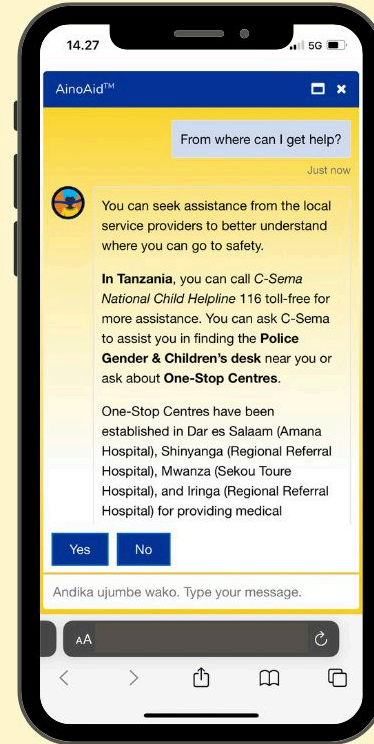 14.27
5G
AinoAid™
From where can I get help?
Just now
You can seek assistance from the local
service providers to better understand
where you can go to safety.
In Tanzania, you can call C-Sema
National Child Helpline 116 toll-free for
more assistance. You can ask C-Sema
to assist you in finding the Police
Gender & Children's desk near you or
ask about One-Stop Centres.
One-Stop Centres have been
established in Dar es Salaam (Amana
Hospital), Shinyanga (Regional Referral
Hospital), Mwanza (Sekou Toure
Hospital), and Iringa (Regional Referral
Hospital) for providing medical
Yes No
Andika ujumbe wako. Type your message.
AA